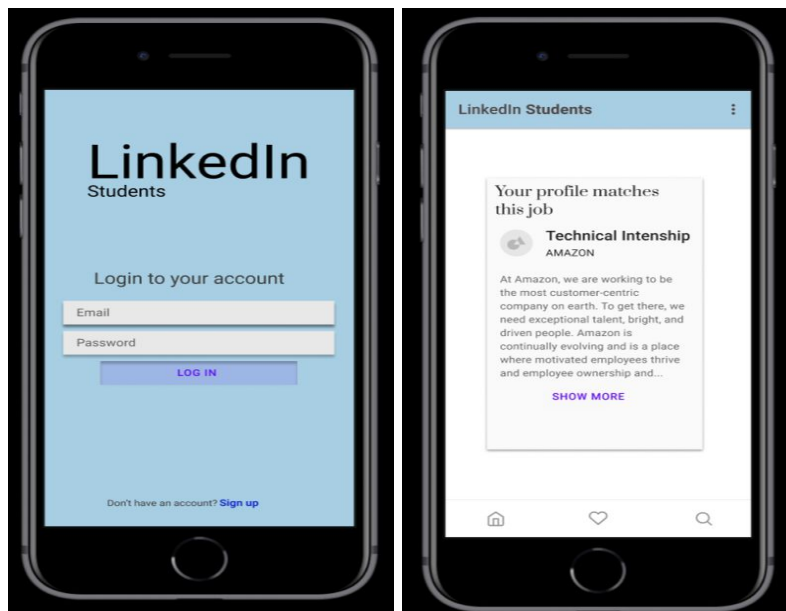 LinkedIn
Students
Login to your account
Email
Password
LOG IN
Don't have an account? Sign up
LinkedIn Students
Your profile matches
this job
Technical Intenship
AMAZON
At Amazon, we are working to be
the most customer-centric
company on earth. To get there, we
need exceptional talent, bright, and
driven people. Amazon is
continually evolving and is a place
where motivated employees thrive
and employee ownership and...
SHOW MORE